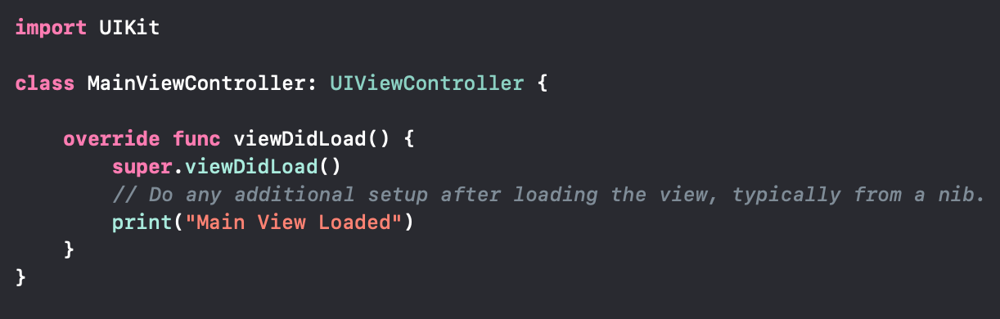 import UIKit
class MainViewController: UIViewController {
override func viewDidLoad() {
super.viewDidLoad()
// Do any additional setup after loading the view, typically from a nib.
print("Main View Loaded")
}
}